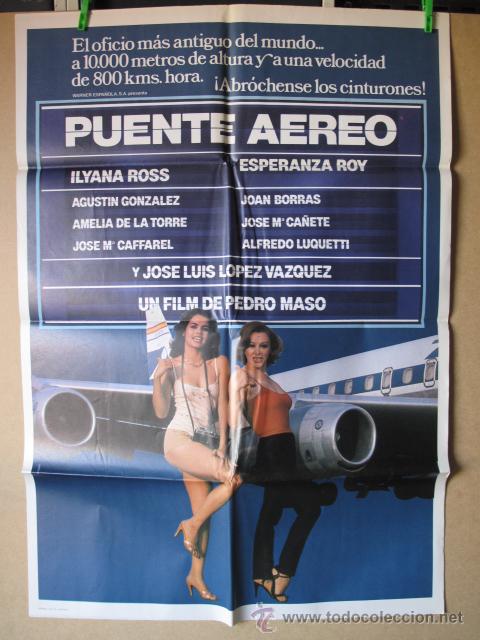 El oficio más antiguo del mundo...
a 10.000 metros de altura y a una velocidad
de 800 kms. hora. ¡Abróchense los cinturones!
WARNER ESPAÑOLA, S.A. presenta
PUENTE AEREO
ILYANA ROSS
ESPERANZA ROY
AGUSTIN GONZALEZ
JOAN BORRAS
AMELIA DE LA TORRE
JOSE Mª CAÑETE
JOSE Mª CAFFAREL
ALFREDO LUQUETTI
Y JOSE LUIS LOPEZ VAZQUEZ
UN FILM DE PEDRO MASO
www.todocoleccion.net